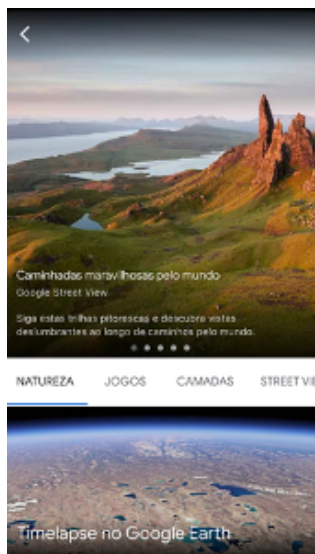 Caminhadas maravilhosas pelo mundo
Google Street View
Siga estas trilhas pitorescas e descubra vistas
deslumbrantes ao longo de caminhos pelo mundo.
NATUREZA JOGOS CAMADAS STREET VIE
Timelapse no Google Earth